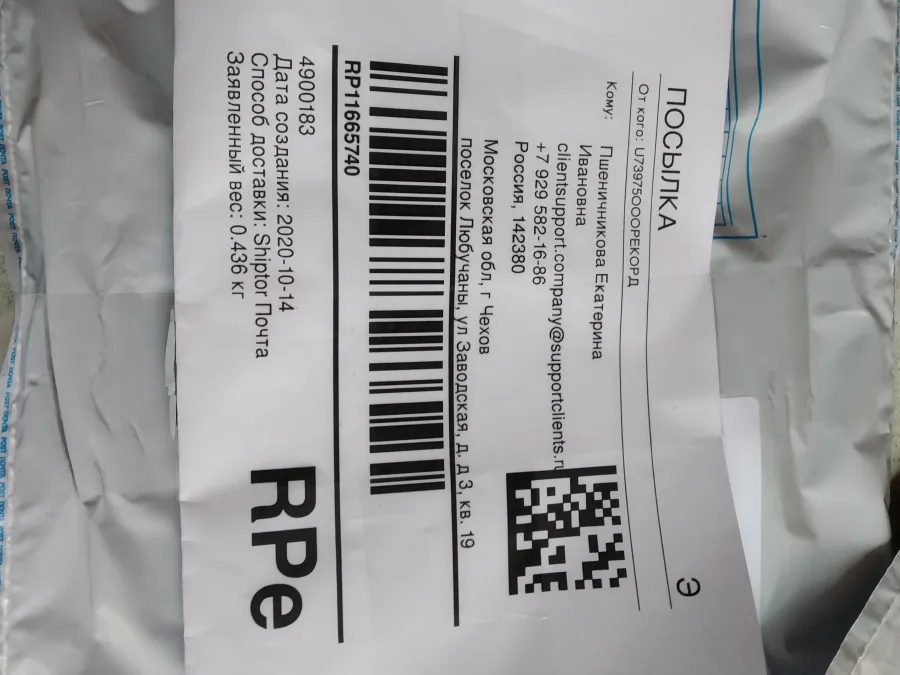 ПОСЫЛКА
Э
От кого: U73975ОООРЕКОРД
Кому:
Пшеничникова Екатерина
Ивановна
clientsupport.company@supportclients.ru
+7 929 582-16-86
Россия, 142380
Московская обл, г Чехов
поселок Любучаны, ул Заводская, д. д 3, кв. 19
RP11665740
4900183
Дата создания: 2020-10-14
Способ доставки: Shiptor Почта
Заявленный вес: 0.436 кг
RPe